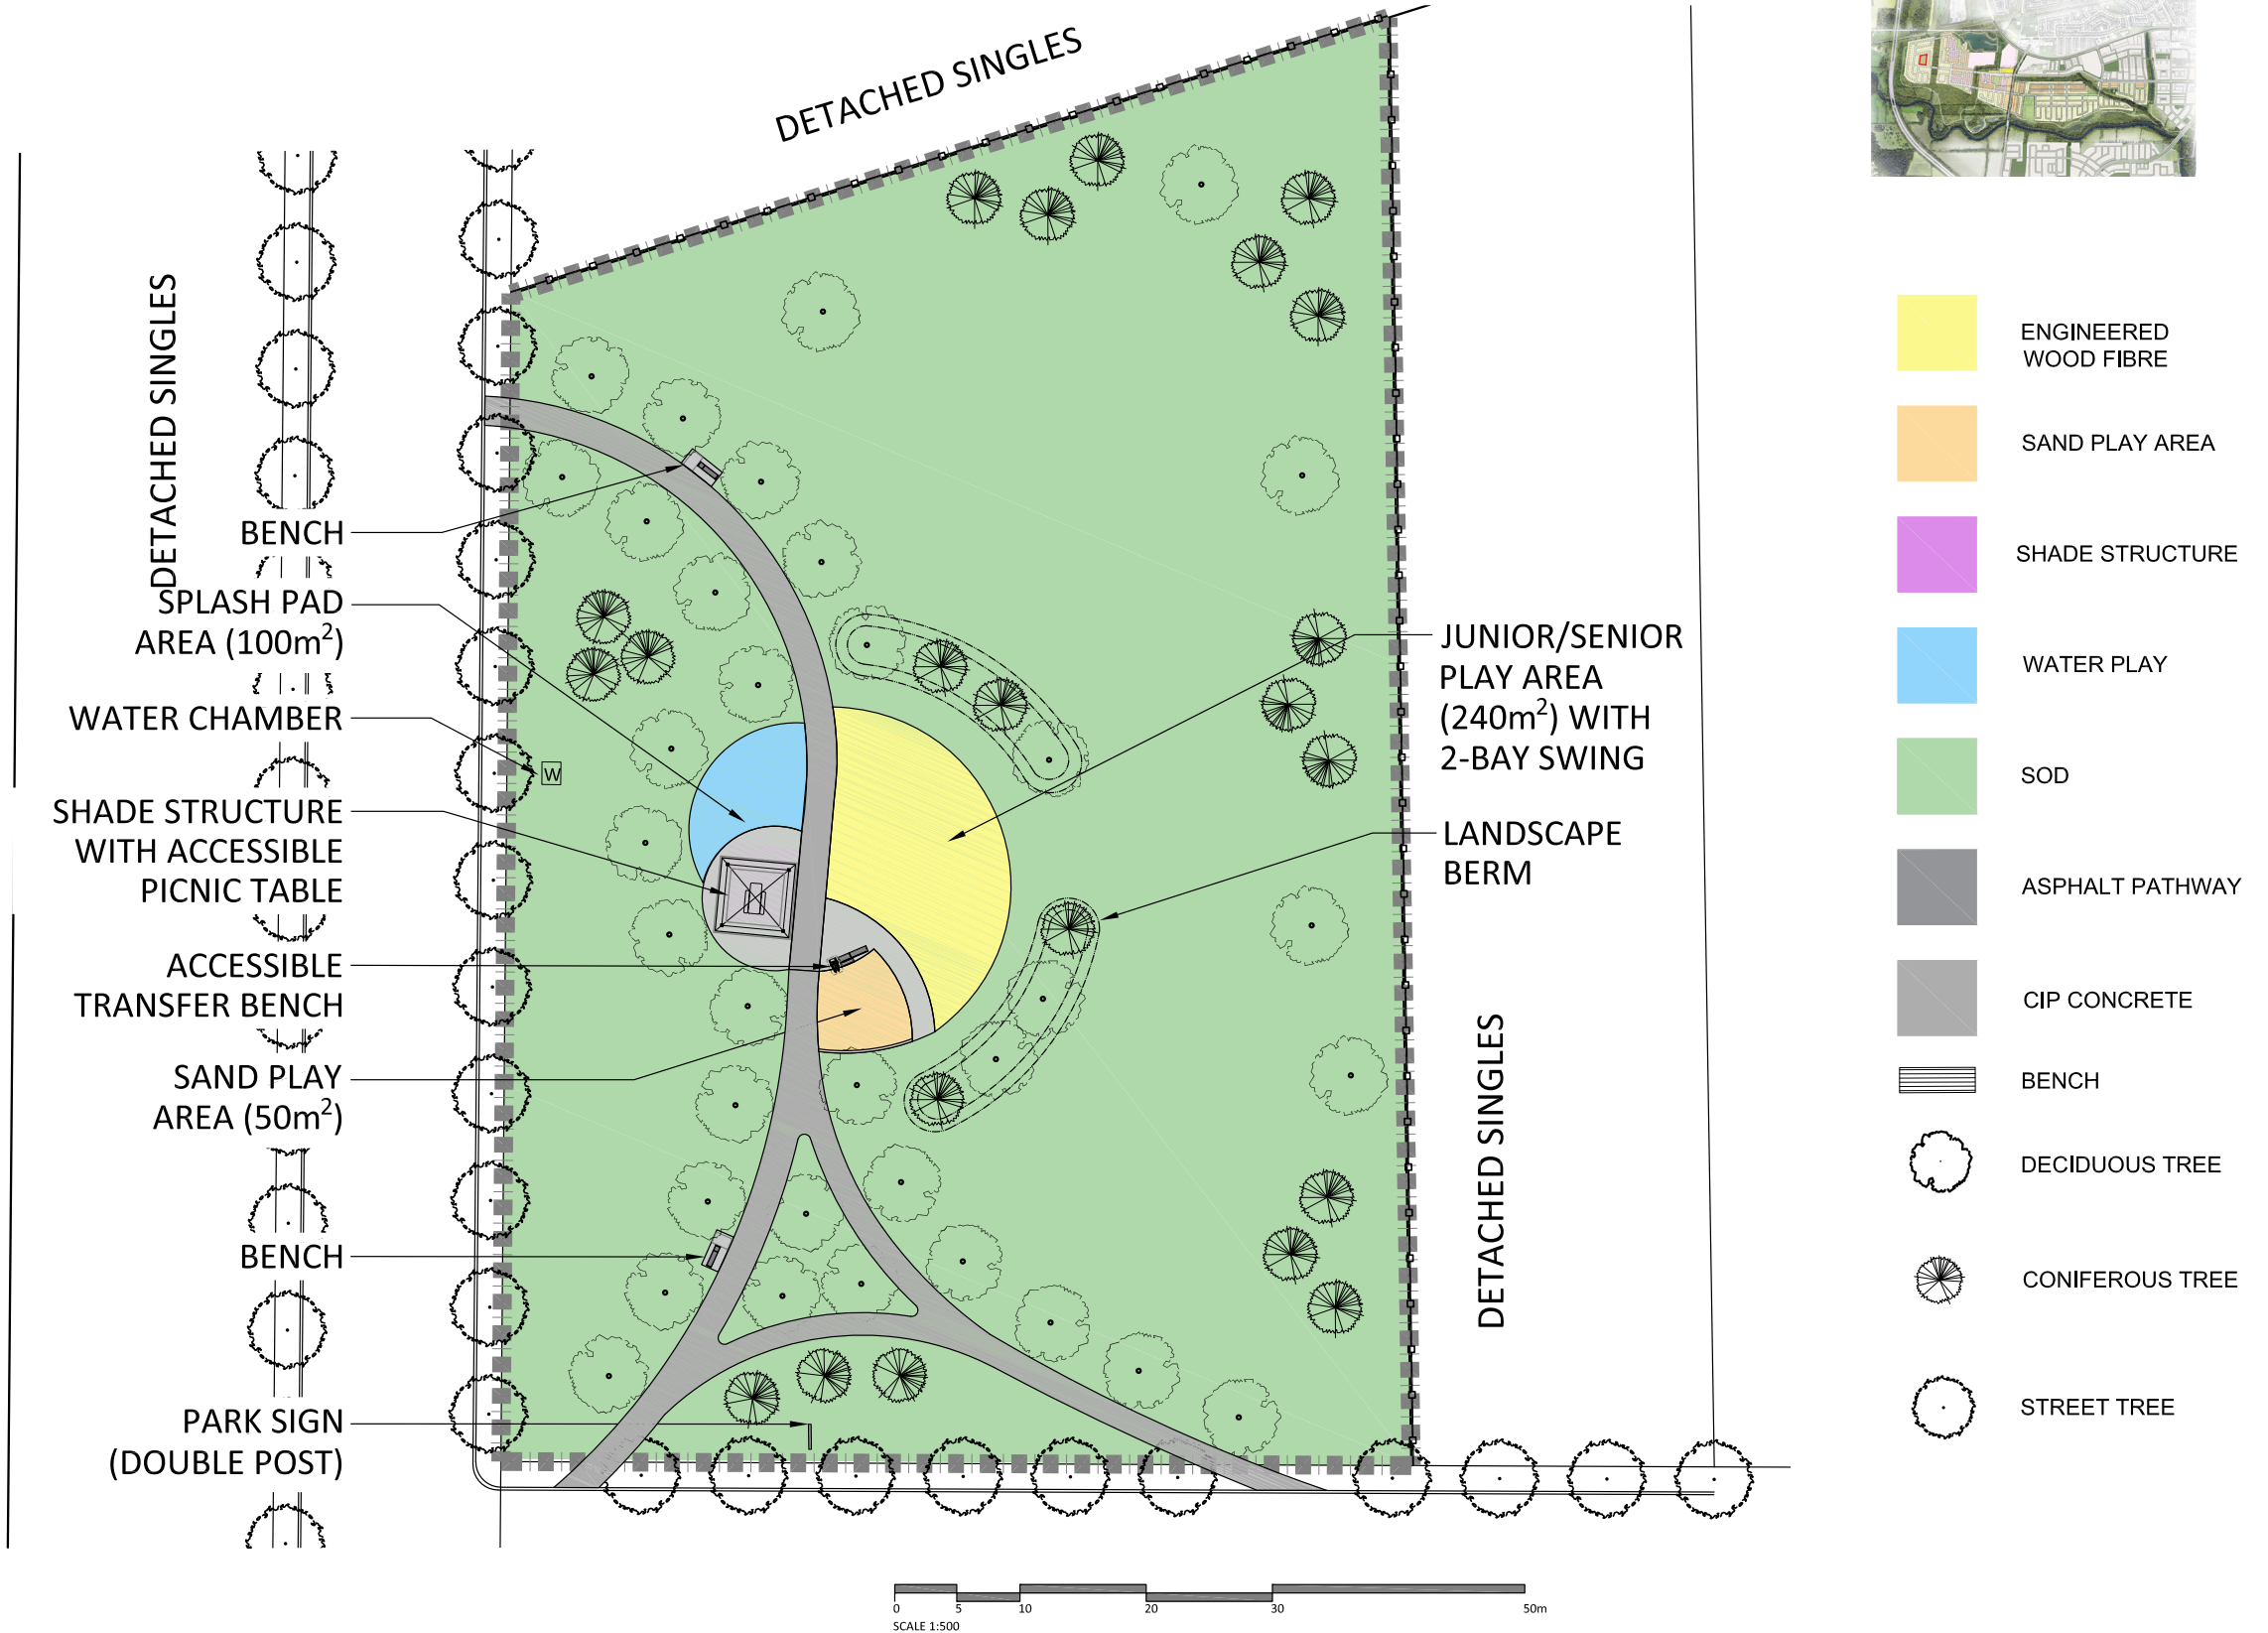 DETACHED SINGLES
DETACHED SINGLES
BENCH
SPLASH PAD
AREA (100m²)
WATER CHAMBER
W
SHADE STRUCTURE
WITH ACCESSIBLE
PICNIC TABLE
ACCESSIBLE
TRANSFER BENCH
SAND PLAY
AREA (50m²)
BENCH
PARK SIGN
(DOUBLE POST)
JUNIOR/SENIOR
PLAY AREA
(240m²) WITH
2-BAY SWING
LANDSCAPE
BERM
DETACHED SINGLES
ENGINEERED
WOOD FIBRE
SAND PLAY AREA
SHADE STRUCTURE
WATER PLAY
SOD
ASPHALT PATHWAY
CIP CONCRETE
BENCH
DECIDUOUS TREE
CONIFEROUS TREE
STREET TREE
0 5 10 20 30 50m
SCALE 1:500